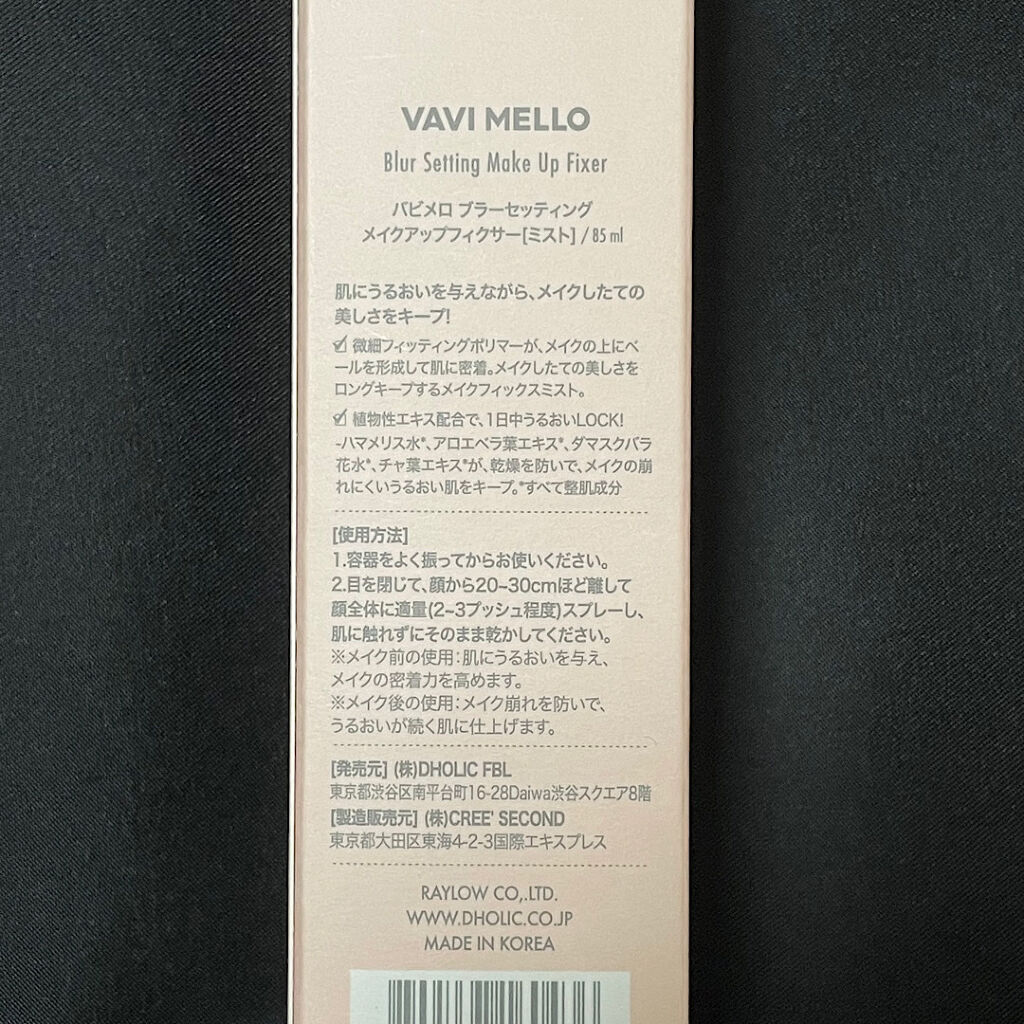 VAVI MELLO
Blur Setting Make Up Fixer
バビメロ ブラーセッティング
メイクアップフィクサー[ミスト] / 85 ml
肌にうるおいを与えながら、メイクしたての
美しさをキープ!
微細フィッティングポリマーが、メイクの上にベ
ールを形成して肌に密着。メイクしたての美しさを
ロングキープするメイクフィックスミスト。
植物性エキス配合で、1日中うるおいLOCK!
-ハマメリス水*、アロエベラ葉エキス*、ダマスクバラ
花水*、チャ葉エキス*が、乾燥を防いで、メイクの崩
れにくいうるおい肌をキープ。*すべて整肌成分
[使用方法]
1.容器をよく振ってからお使いください。
2.目を閉じて、顔から20~30cmほど離して
顔全体に適量(2~3プッシュ程度)スプレーし、
肌に触れずにそのまま乾かしてください。
※メイク前の使用：肌にうるおいを与え、
メイクの密着力を高めます。
※メイク後の使用：メイク崩れを防いで、
うるおいが続く肌に仕上げます。
[発売元] (株)DHOLIC FBL
東京都渋谷区南平台町16-28Daiwa渋谷スクエア8階
[製造販売元] (株)CREE' SECOND
東京都大田区東海4-2-3国際エキスプレス
RAYLOW CO,.LTD.
WWW.DHOLIC.CO.JP
MADE IN KOREA